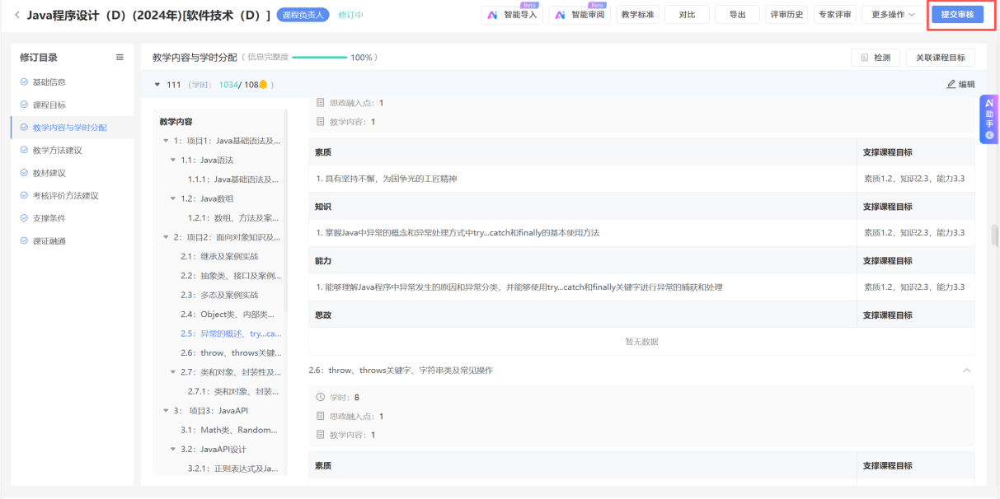 Java程序设计（D）(2024年)[软件技术（D）] 课程负责人 修订中 Ai 智能导入 Beta Ai 智能审阅 Beta 教学标准 对比 导出 评审历史 专家评审 更多操作 提交审核
修订目录
基础信息
课程目标
教学内容与学时分配
教学方法建议
教材建议
考核评价方法建议
支撑条件
课证融通
教学内容与学时分配（信息完整度 100%） 检测 关联课程目标
111 （学时： 1034/ 108 ） 编辑
教学内容
1：项目1：Java基础语法及...
1.1：Java语法
1.1.1：Java基础语法及...
1.2：Java数组
1.2.1：数组、方法及案...
2：项目2：面向对象知识及...
2.1：继承及案例实战
2.2：抽象类、接口及案例...
2.3：多态及案例实战
2.4：Object类、内部类...
2.5：异常的概述、try...ca...
2.6：throw、throws关键...
2.7：类和对象、封装性及...
2.7.1：类和对象、封装...
3：项目3：JavaAPI
3.1：Math类、Random...
3.2：JavaAPI设计
3.2.1：正则表达式及Ja...
思政融入点：1
教学内容：1
素质 支撑课程目标
1. 具有坚持不懈，为国争光的工匠精神 素质1.2，知识2.3，能力3.3
知识 支撑课程目标
1. 掌握Java中异常的概念和异常处理方式中try...catch和finally的基本使用方法 素质1.2，知识2.3，能力3.3
能力 支撑课程目标
1. 能够理解Java程序中异常发生的原因和异常分类，并能够使用try...catch和finally关键字进行异常的捕获和处理 素质1.2，知识2.3，能力3.3
思政 支撑课程目标
暂无数据
2.6：throw、throws关键字、字符串类及常见操作
学时：8
思政融入点：1
教学内容：1
素质 支撑课程目标
Ai
助
手